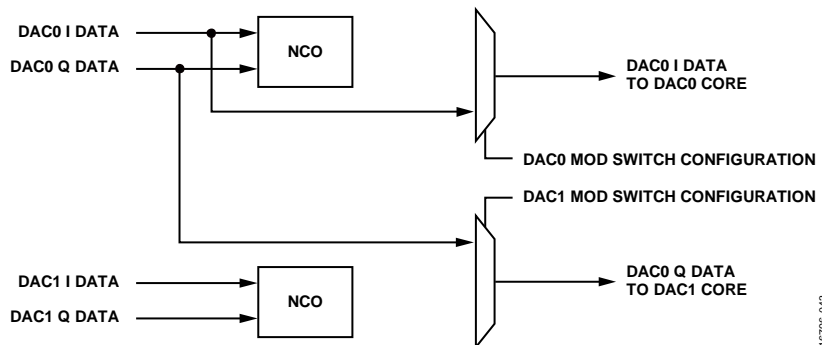 DAC0 I DATA
DAC0 Q DATA
NCO
DAC0 I DATA
TO DAC0 CORE
DAC0 MOD SWITCH CONFIGURATION
DAC1 MOD SWITCH CONFIGURATION
DAC1 I DATA
DAC1 Q DATA
NCO
DAC0 Q DATA
TO DAC1 CORE